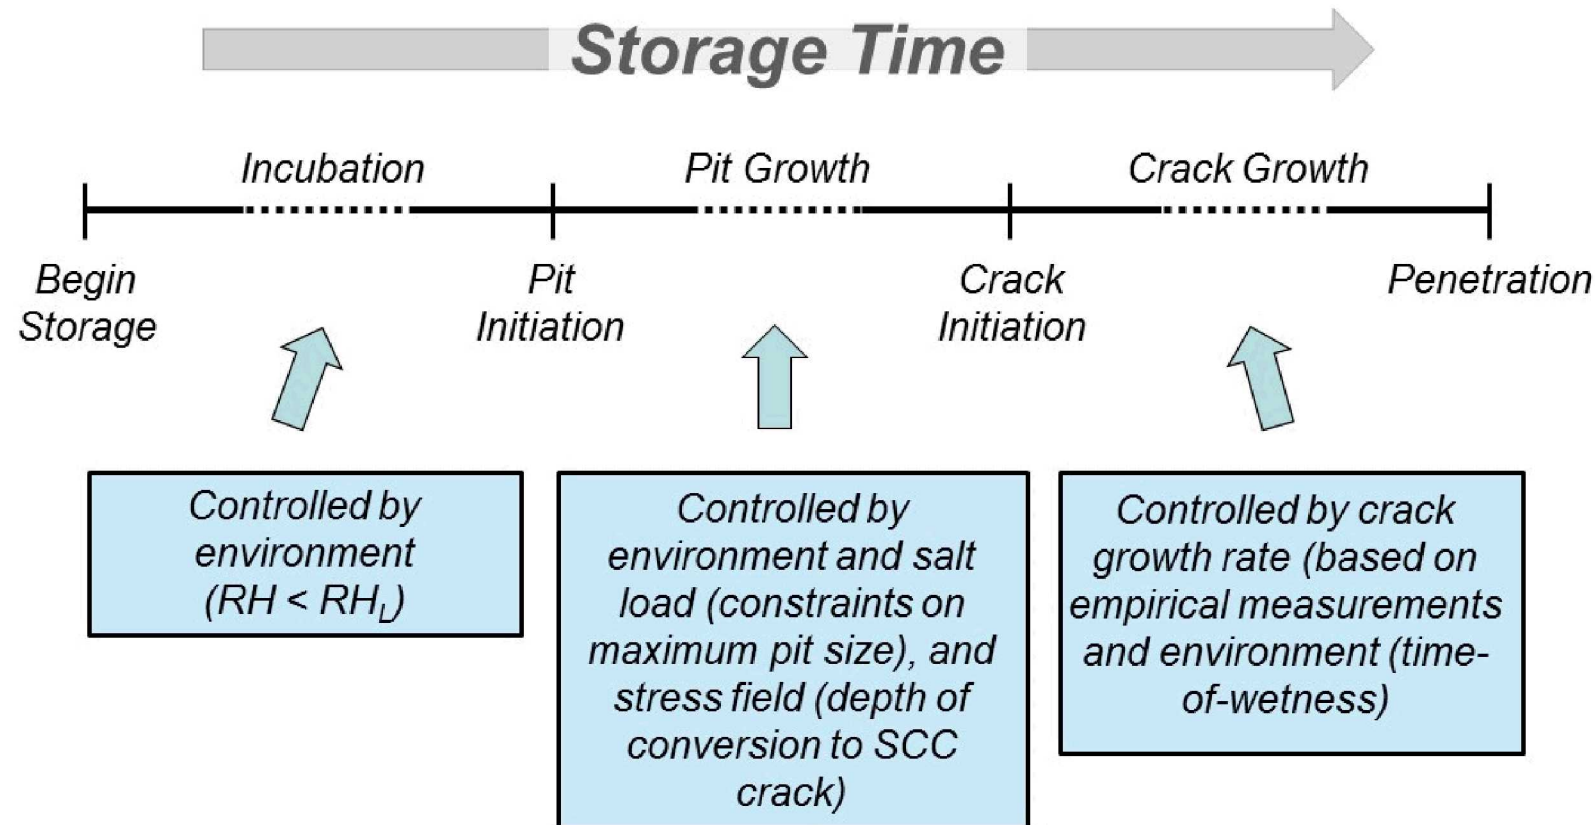 Storage Time
Incubation
Pit Growth
Crack Growth
Begin
Storage
Pit
Initiation
Crack
Initiation
Penetration
Controlled by
environment
(RH < RH_L)
Controlled by
environment and salt
load (constraints on
maximum pit size), and
stress field (depth of
conversion to SCC
crack)
Controlled by crack
growth rate (based on
empirical measurements
and environment (time-
of-wetness)